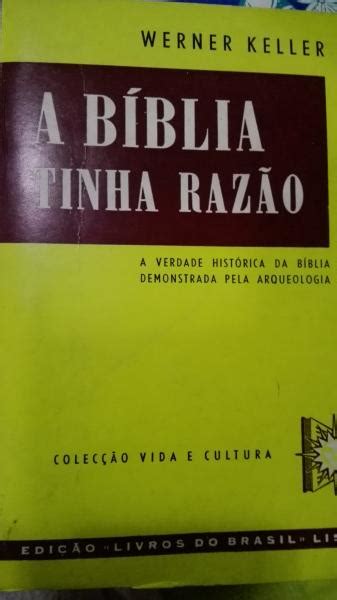 WERNER KELLER
A BÍBLIA
TINHA RAZÃO
A VERDADE HISTÓRICA DA BÍBLIA
DEMONSTRADA PELA ARQUEOLOGIA
COLECÇÃO VIDA E CULTURA
EDIÇÃO «LIVROS DO BRASIL» LIS